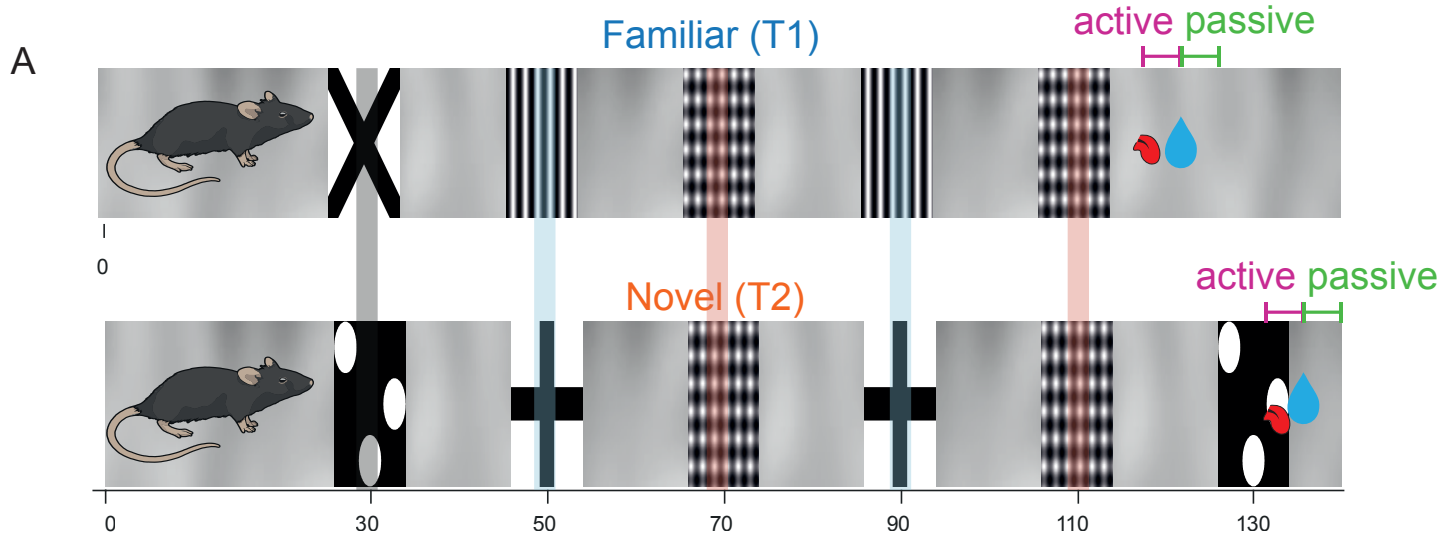 A
Familiar (T1)
active passive
0
Novel (T2)
active passive
0 30 50 70 90 110 130